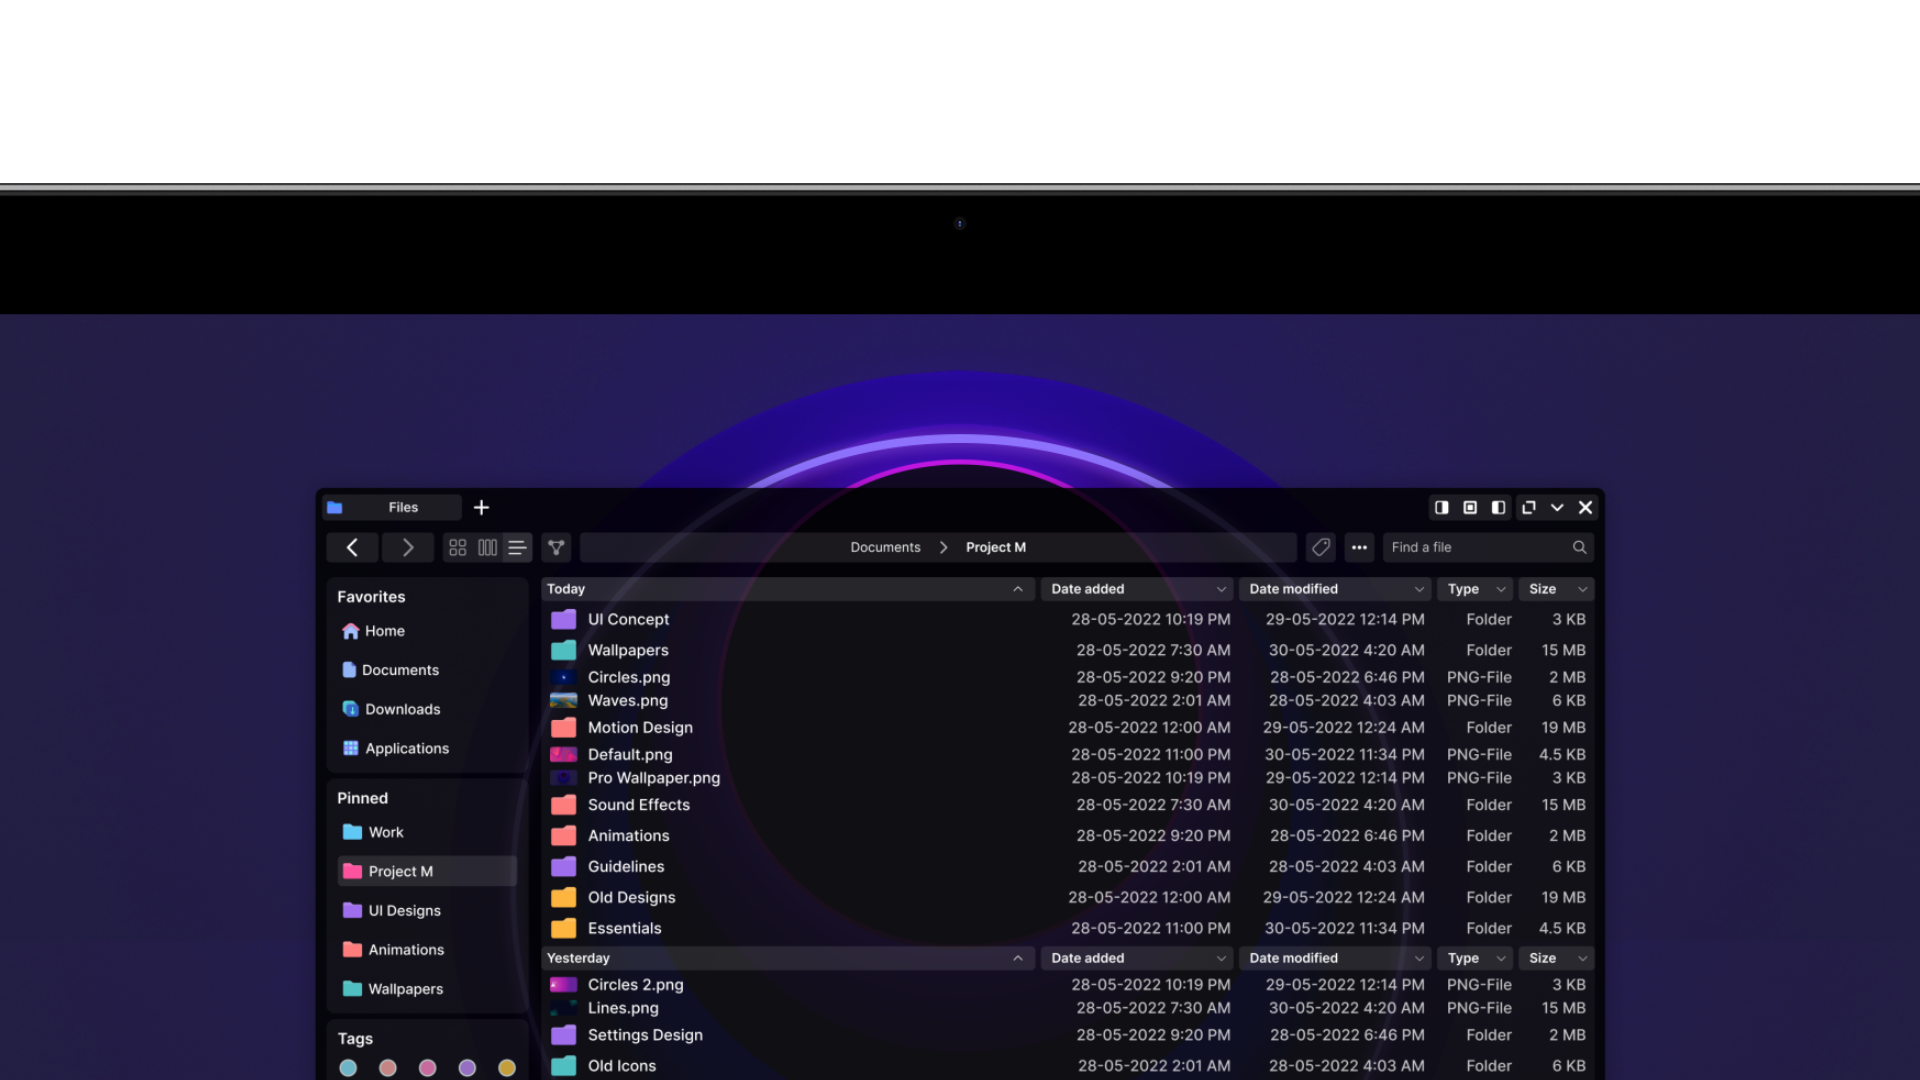 Files
Documents Project M Find a file
Favorites
Home
Documents
Downloads
Applications
Pinned
Work
Project M
UI Designs
Animations
Wallpapers
Tags
Today Date added Date modified Type Size
UI Concept 28-05-2022 10:19 PM 29-05-2022 12:14 PM Folder 3 KB
Wallpapers 28-05-2022 7:30 AM 30-05-2022 4:20 AM Folder 15 MB
Circles.png 28-05-2022 9:20 PM 28-05-2022 6:46 PM PNG-File 2 MB
Waves.png 28-05-2022 2:01 AM 28-05-2022 4:03 AM PNG-File 6 KB
Motion Design 28-05-2022 12:00 AM 29-05-2022 12:24 AM Folder 19 MB
Default.png 28-05-2022 11:00 PM 30-05-2022 11:34 PM PNG-File 4.5 KB
Pro Wallpaper.png 28-05-2022 10:19 PM 29-05-2022 12:14 PM PNG-File 3 KB
Sound Effects 28-05-2022 7:30 AM 30-05-2022 4:20 AM Folder 15 MB
Animations 28-05-2022 9:20 PM 28-05-2022 6:46 PM Folder 2 MB
Guidelines 28-05-2022 2:01 AM 28-05-2022 4:03 AM Folder 6 KB
Old Designs 28-05-2022 12:00 AM 29-05-2022 12:24 AM Folder 19 MB
Essentials 28-05-2022 11:00 PM 30-05-2022 11:34 PM Folder 4.5 KB
Yesterday Date added Date modified Type Size
Circles 2.png 28-05-2022 10:19 PM 29-05-2022 12:14 PM PNG-File 3 KB
Lines.png 28-05-2022 7:30 AM 30-05-2022 4:20 AM PNG-File 15 MB
Settings Design 28-05-2022 9:20 PM 28-05-2022 6:46 PM Folder 2 MB
Old Icons 28-05-2022 2:01 AM 28-05-2022 4:03 AM Folder 6 KB